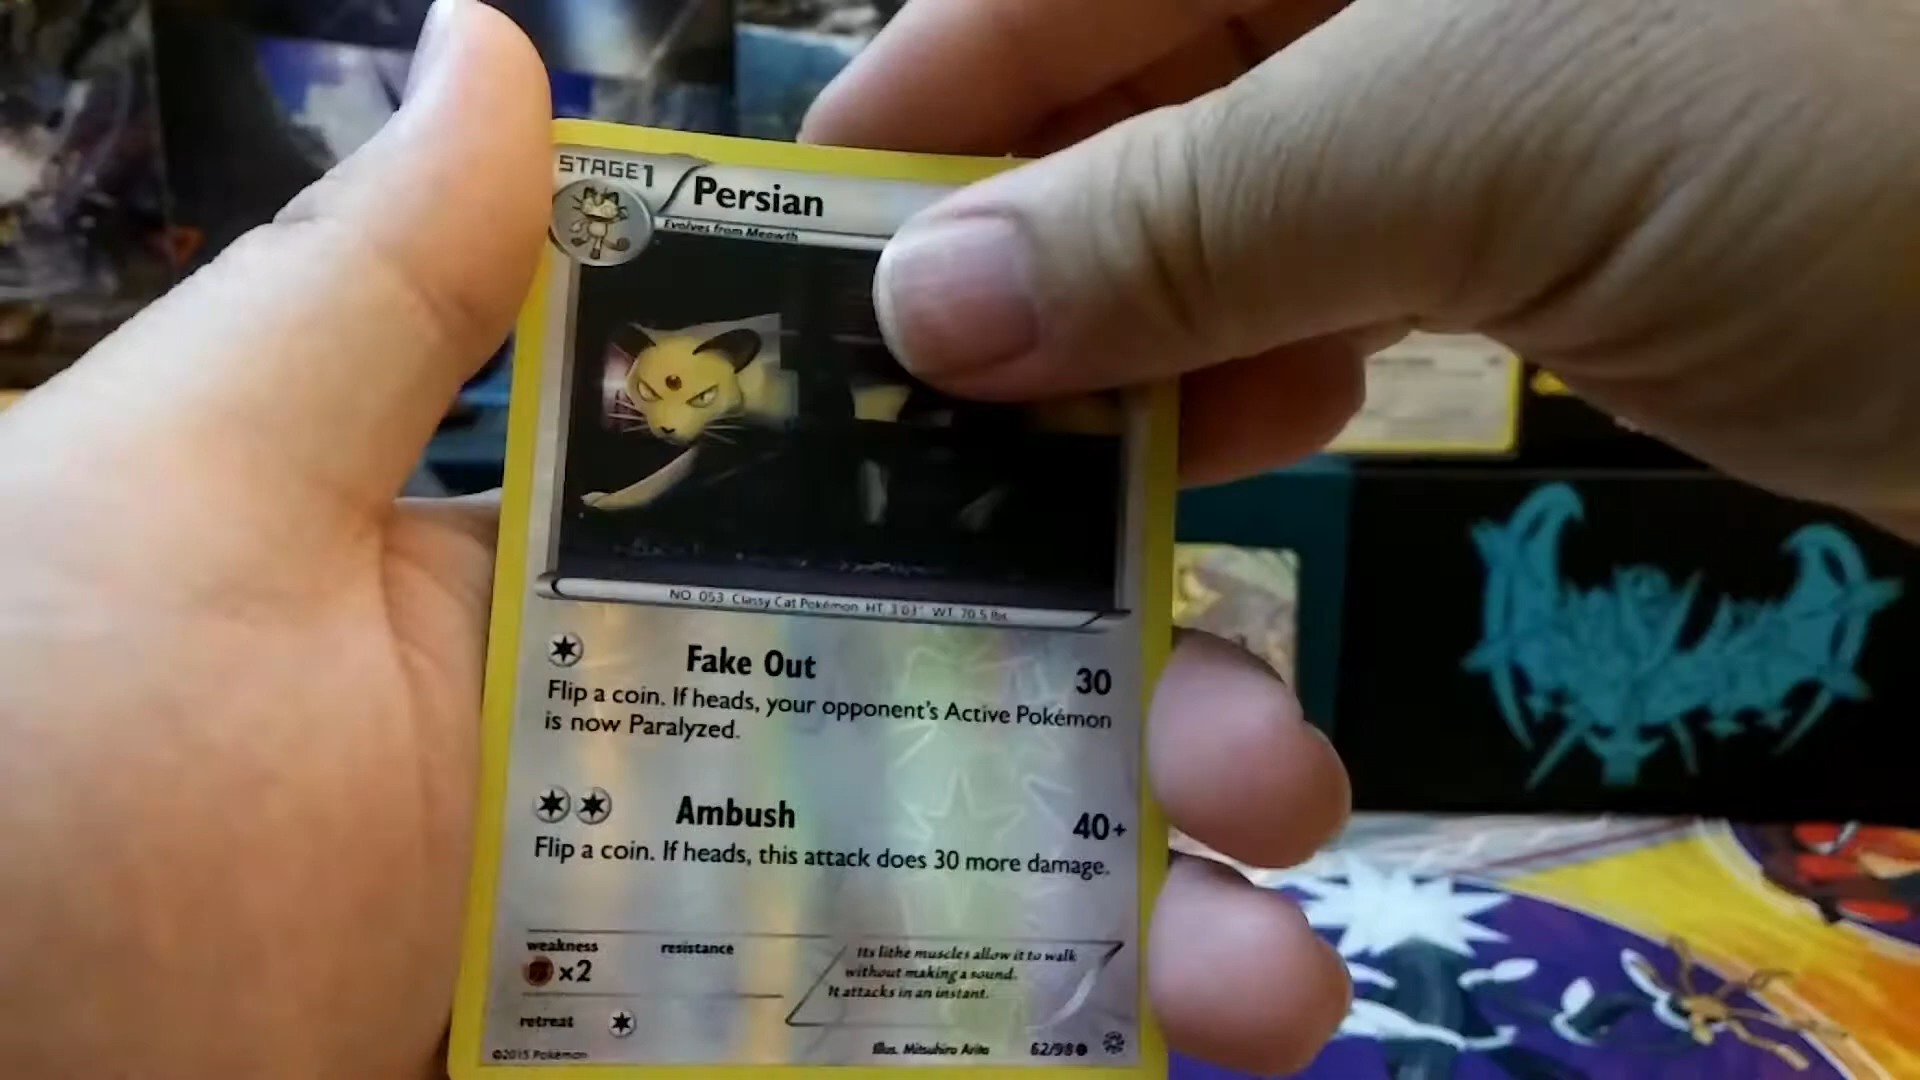 STAGE1
Persian
Evolves from Meowth
NO. 053 Classy Cat Pokémon HT. 3'03" WT. 70.5 lbs.
Fake Out 30
Flip a coin. If heads, your opponent's Active Pokémon
is now Paralyzed.
Ambush 40+
Flip a coin. If heads, this attack does 30 more damage.
weakness resistance
×2
Its lithe muscles allow it to walk
without making a sound.
It attacks in an instant.
retreat
©2015 Pokémon
Illus. Mitsuhiro Arita 62/98